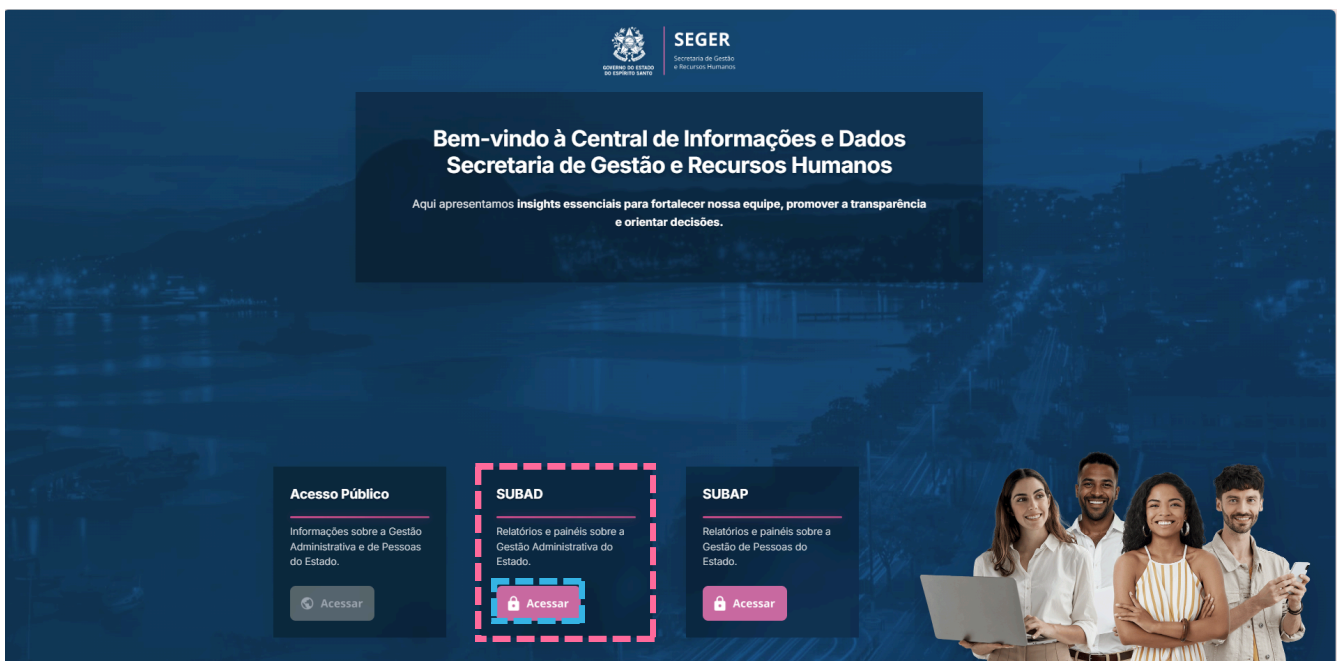 GOVERNO DO ESTADO
DO ESPÍRITO SANTO
SEGER
Secretaria de Gestão
e Recursos Humanos
Bem-vindo à Central de Informações e Dados
Secretaria de Gestão e Recursos Humanos
Aqui apresentamos insights essenciais para fortalecer nossa equipe, promover a transparência
e orientar decisões.
Acesso Público
Informações sobre a Gestão
Administrativa e de Pessoas
do Estado.
Acessar
SUBAD
Relatórios e painéis sobre a
Gestão Administrativa do
Estado.
Acessar
SUBAP
Relatórios e painéis sobre a
Gestão de Pessoas do
Estado.
Acessar